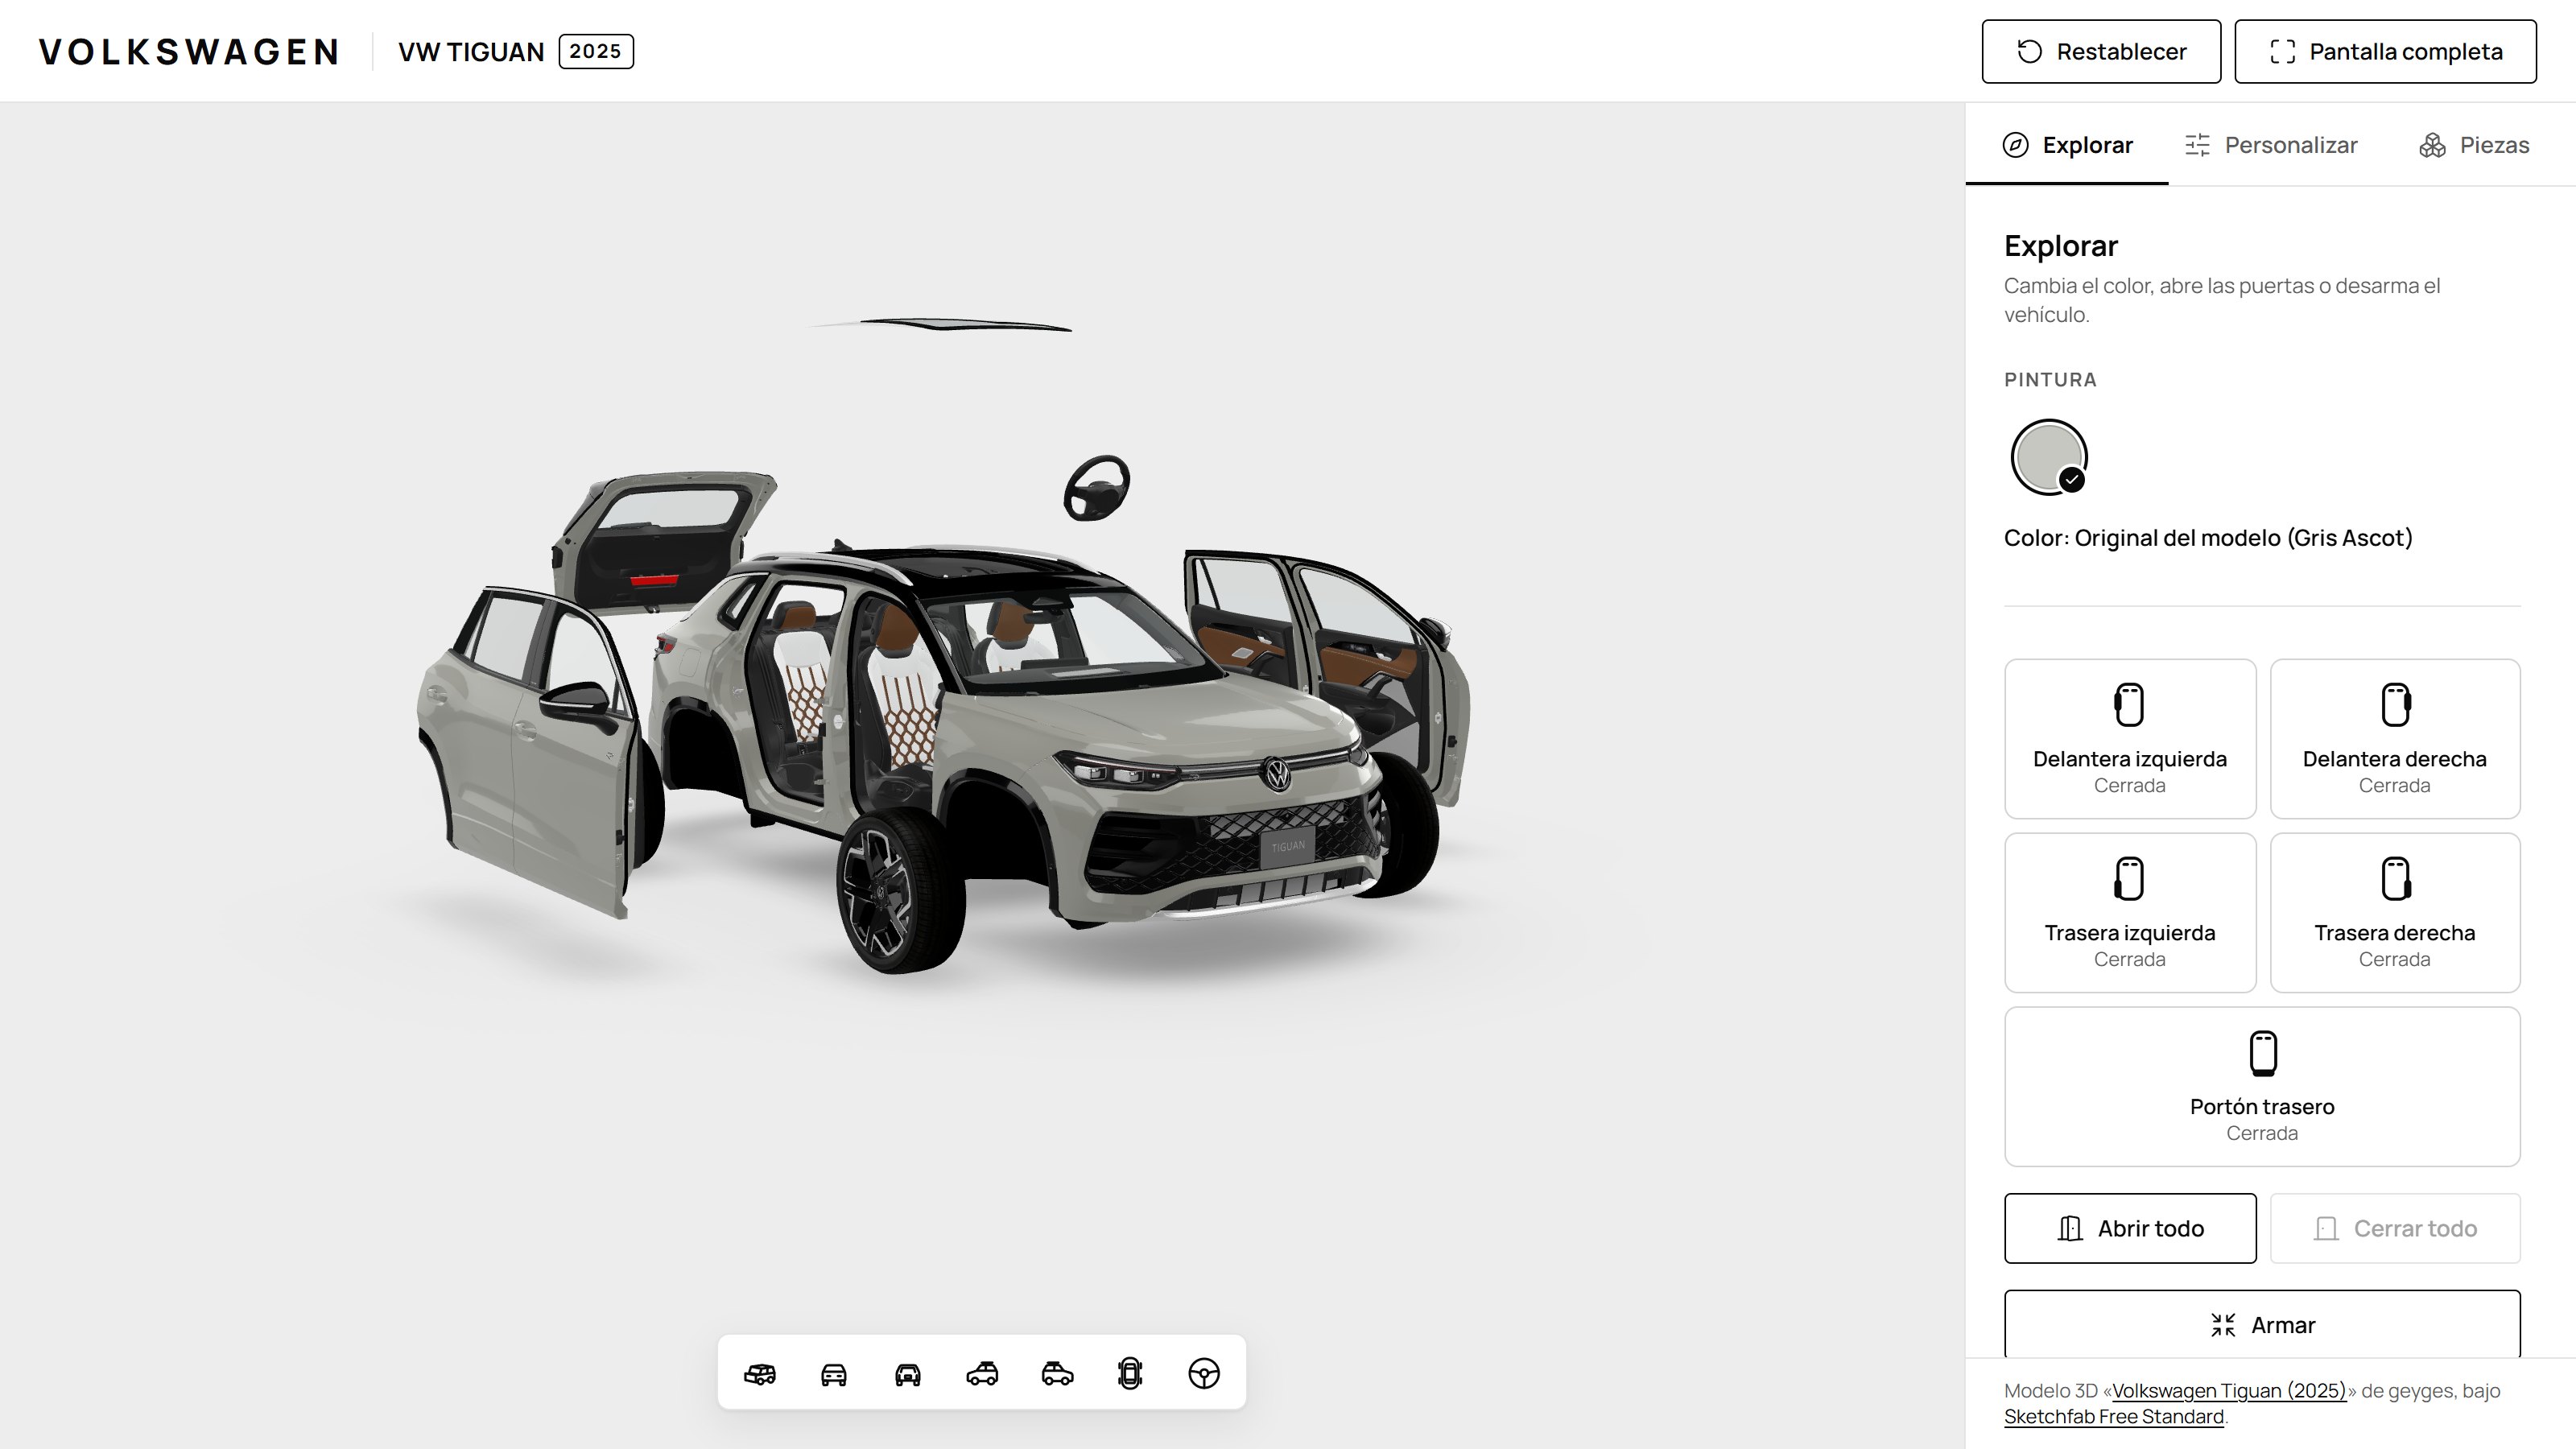 VOLKSWAGEN
VW TIGUAN 2025
Restablecer
Pantalla completa
Explorar
Personalizar
Piezas
Explorar
Cambia el color, abre las puertas o desarma el
vehículo.
PINTURA
Color: Original del modelo (Gris Ascot)
Delantera izquierda
Cerrada
Delantera derecha
Cerrada
Trasera izquierda
Cerrada
Trasera derecha
Cerrada
Portón trasero
Cerrada
Abrir todo
Cerrar todo
Armar
TIGUAN
Modelo 3D «Volkswagen Tiguan (2025)» de geyges, bajo
Sketchfab Free Standard.